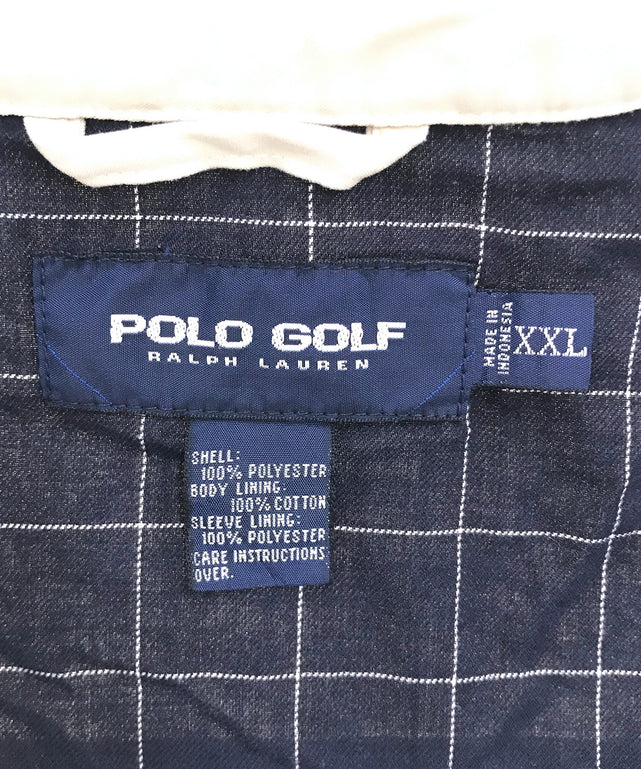 POLO GOLF
RALPH LAUREN
MADE IN
INDONESIA
XXL
SHELL:
100% POLYESTER
BODY LINING:
100% COTTON
SLEEVE LINING:
100% POLYESTER
CARE INSTRUCTIONS
OVER.